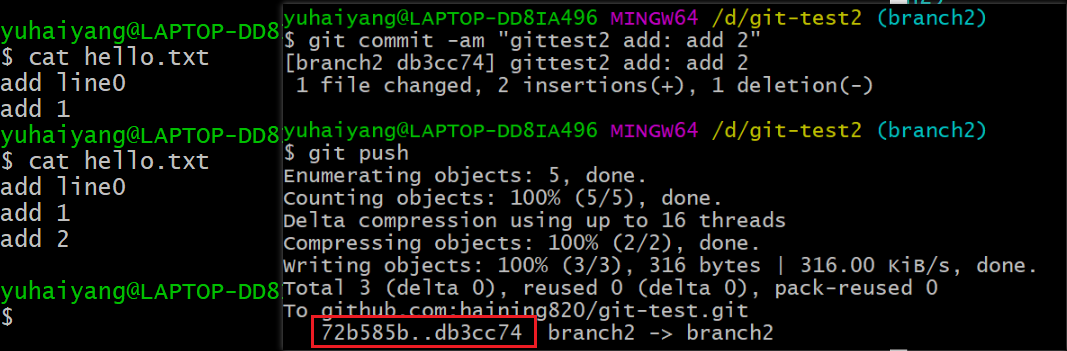 yuhaiyang@LAPTOP-DD8
$ cat hello.txt
add line0
add 1
yuhaiyang@LAPTOP-DD8
$ cat hello.txt
add line0
add 1
add 2
yuhaiyang@LAPTOP-DD8
$
yuhaiyang@LAPTOP-DD8IA496 MINGW64 /d/git-test2 (branch2)
$ git commit -am "gittest2 add: add 2"
[branch2 db3cc74] gittest2 add: add 2
1 file changed, 2 insertions(+), 1 deletion(-)
yuhaiyang@LAPTOP-DD8IA496 MINGW64 /d/git-test2 (branch2)
$ git push
Enumerating objects: 5, done.
Counting objects: 100% (5/5), done.
Delta compression using up to 16 threads
Compressing objects: 100% (2/2), done.
Writing objects: 100% (3/3), 316 bytes | 316.00 KiB/s, done.
Total 3 (delta 0), reused 0 (delta 0), pack-reused 0
To github.com:haining820/git-test.git
72b585b..db3cc74 branch2 -> branch2